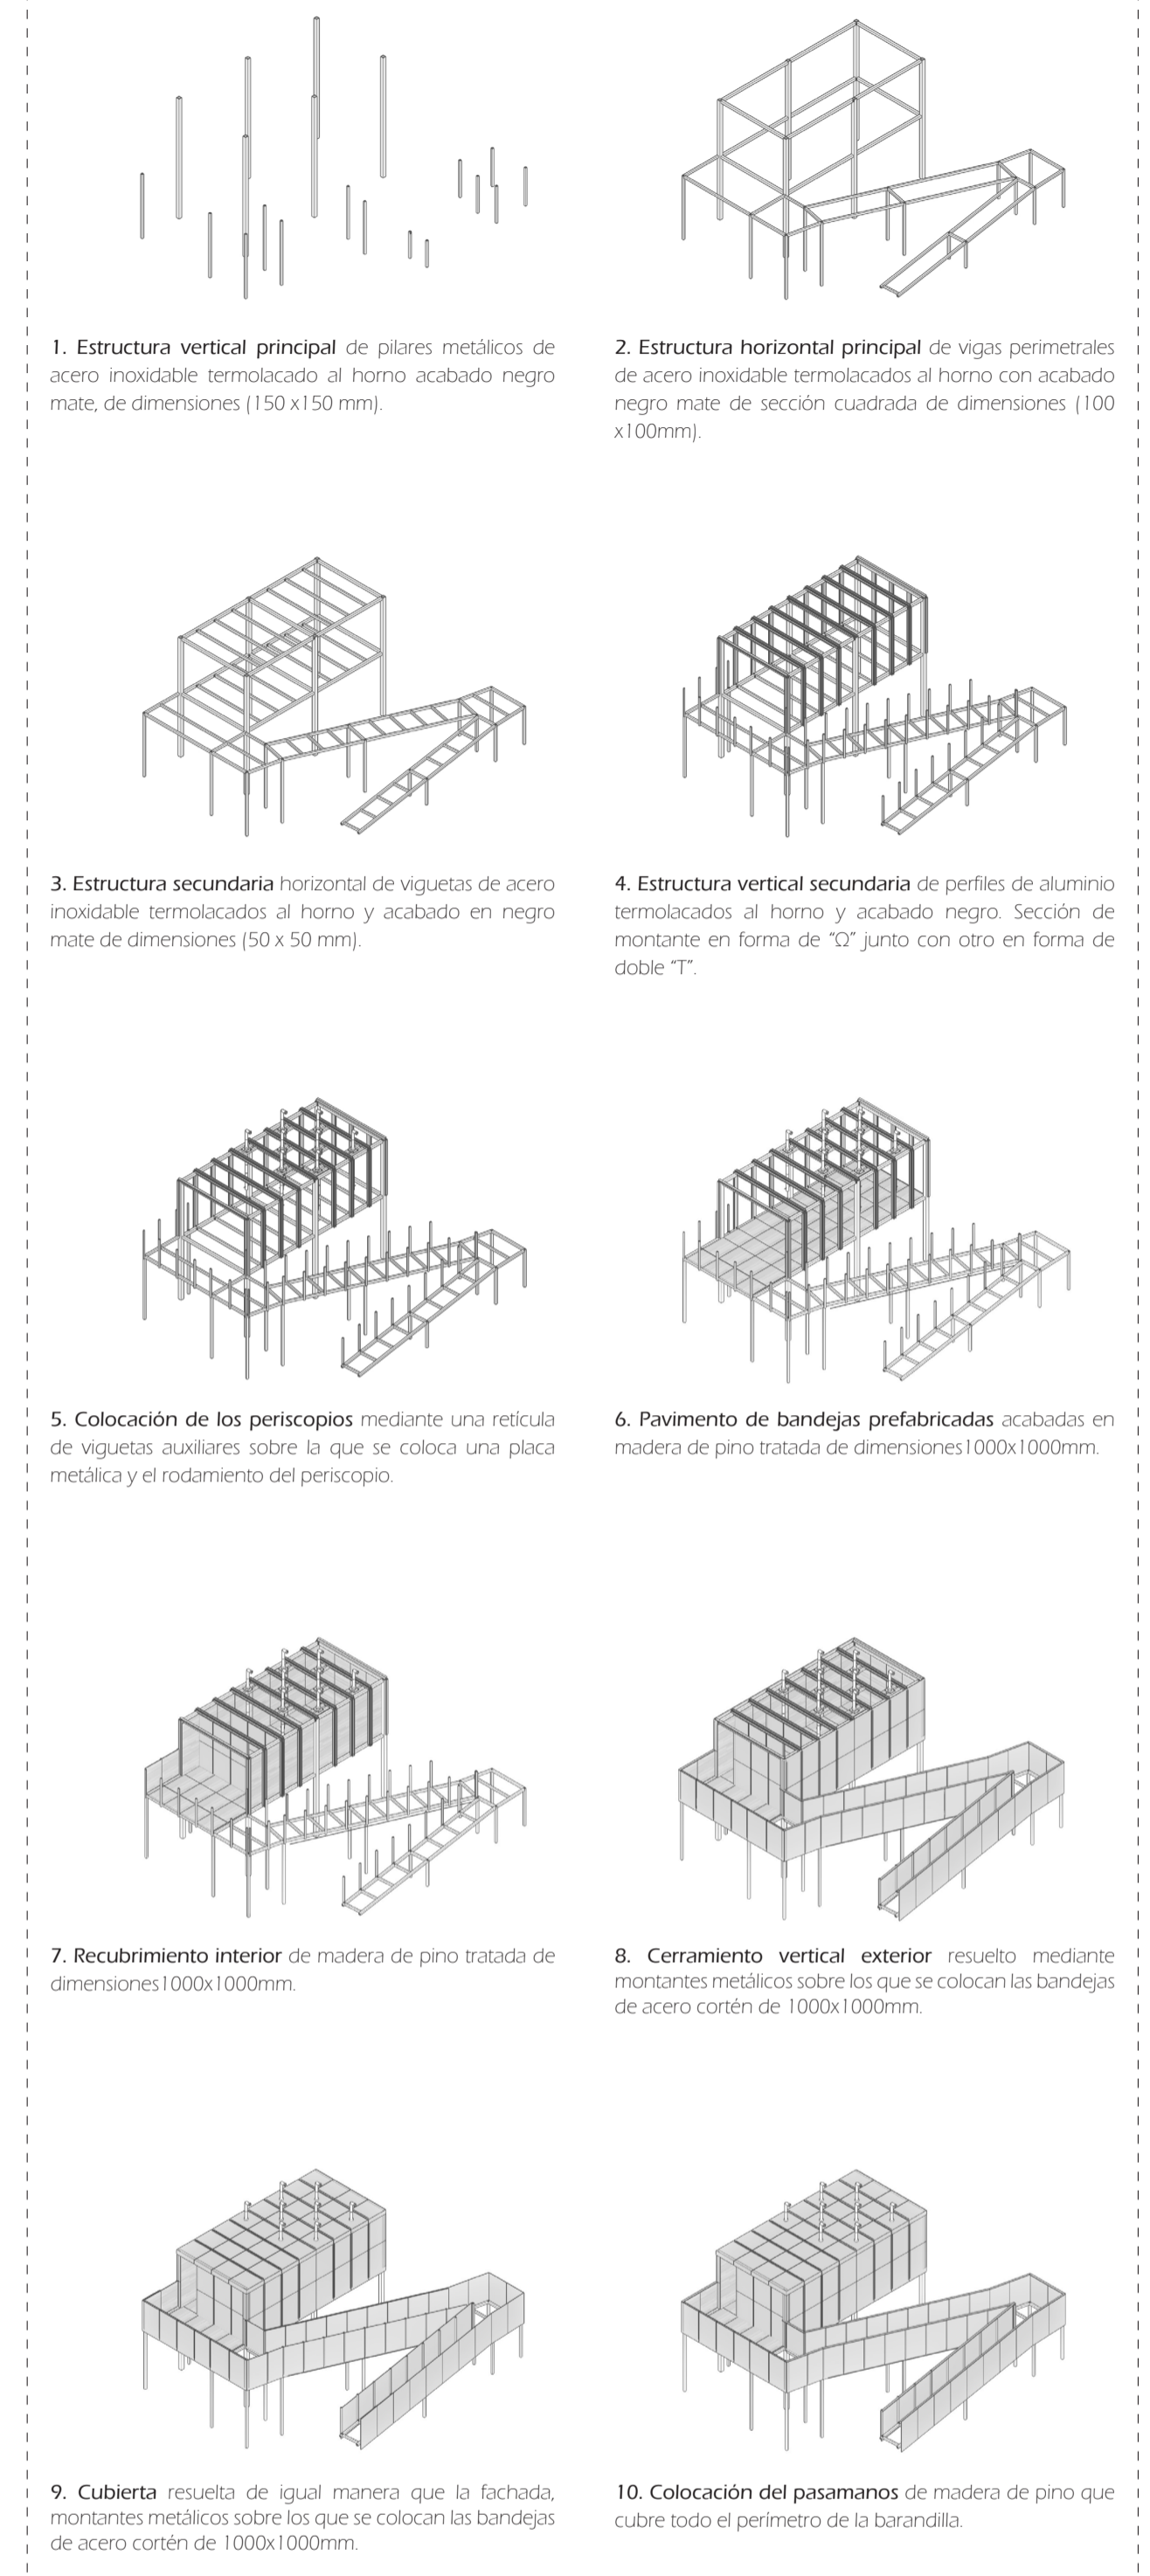 1. Estructura vertical principal de pilares metálicos de
acero inoxidable termolacado al horno acabado negro
mate, de dimensiones (150 x150 mm).
2. Estructura horizontal principal de vigas perimetrales
de acero inoxidable termolacados al horno con acabado
negro mate de sección cuadrada de dimensiones (100
x100mm).
3. Estructura secundaria horizontal de viguetas de acero
inoxidable termolacados al horno y acabado en negro
mate de dimensiones (50 x 50 mm).
4. Estructura vertical secundaria de perfiles de aluminio
termolacados al horno y acabado negro. Sección de
montante en forma de “Ω” junto con otro en forma de
doble “T”.
5. Colocación de los periscopios mediante una retícula
de viguetas auxiliares sobre la que se coloca una placa
metálica y el rodamiento del periscopio.
6. Pavimento de bandejas prefabricadas acabadas en
madera de pino tratada de dimensiones1000x1000mm.
7. Recubrimiento interior de madera de pino tratada de
dimensiones1000x1000mm.
8. Cerramiento vertical exterior resuelto mediante
montantes metálicos sobre los que se colocan las bandejas
de acero cortén de 1000x1000mm.
9. Cubierta resuelta de igual manera que la fachada,
montantes metálicos sobre los que se colocan las bandejas
de acero cortén de 1000x1000mm.
10. Colocación del pasamanos de madera de pino que
cubre todo el perímetro de la barandilla.